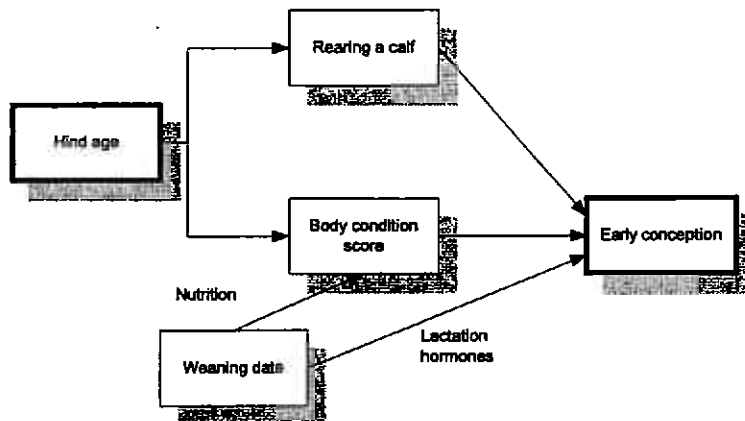 Rearing a calf
Hind age
Body condition
score
Early conception
Nutrition
Weaning date
Lactation
hormones